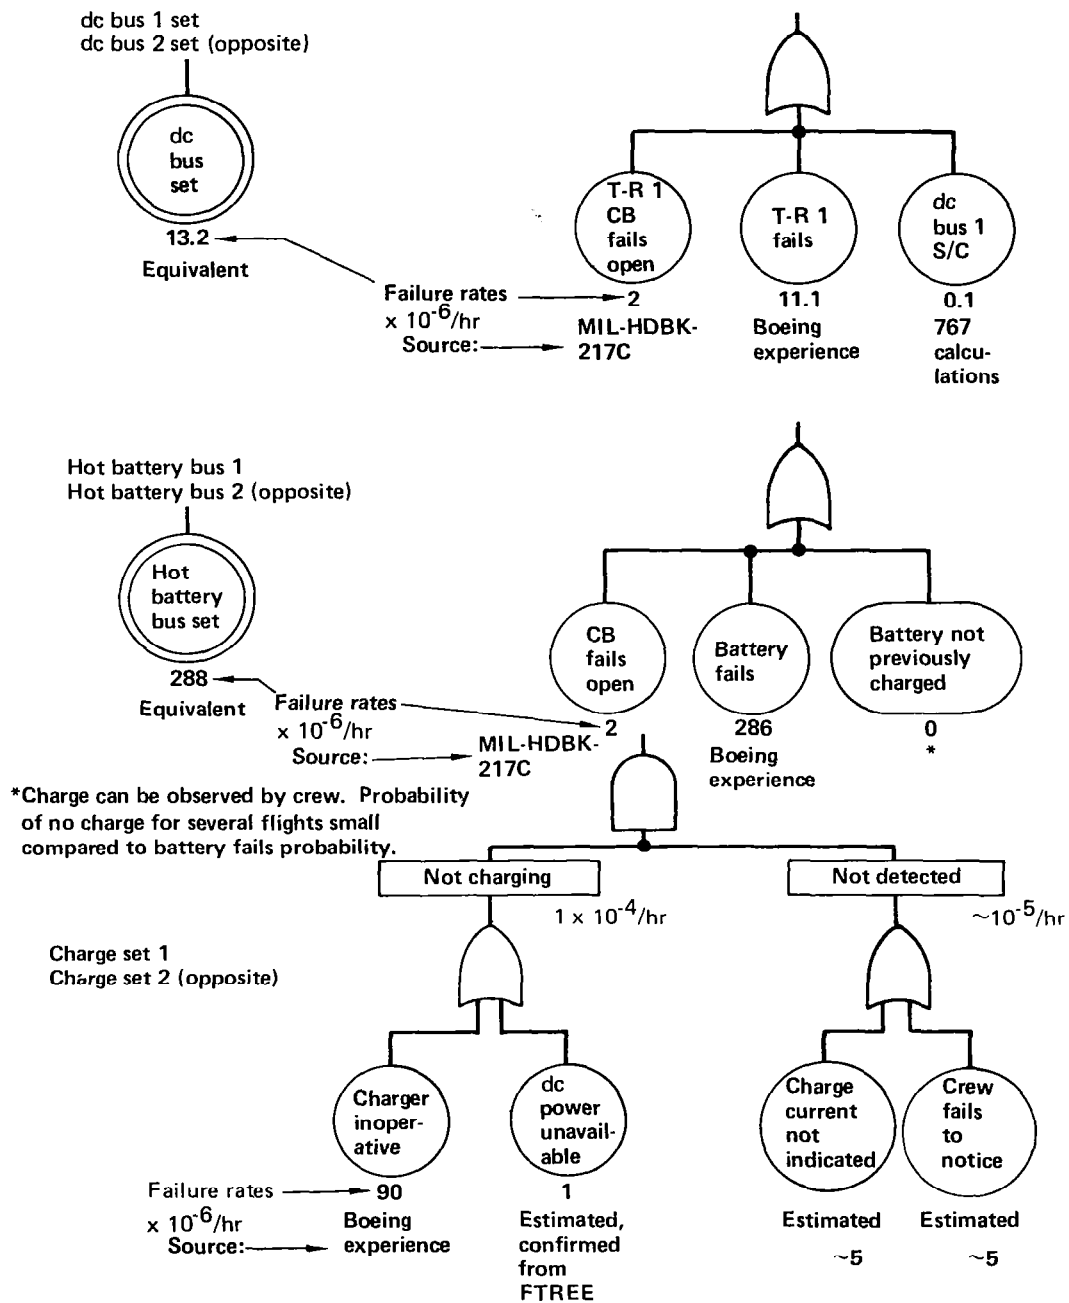 dc bus 1 set
dc bus 2 set (opposite)
dc
bus
set
13.2
Equivalent
T-R 1
CB
fails
open
T-R 1
fails
dc
bus 1
S/C
Failure rates
x 10-6/hr
Source:
2
MIL-HDBK-
217C
11.1
Boeing
experience
0.1
767
calcu-
lations
Hot battery bus 1
Hot battery bus 2 (opposite)
Hot
battery
bus set
288
Equivalent
CB
fails
open
Battery
fails
Battery not
previously
charged
Failure rates
x 10-6/hr
Source:
2
MIL-HDBK-
217C
286
Boeing
experience
0
*
*Charge can be observed by crew. Probability
of no charge for several flights small
compared to battery fails probability.
Not charging
1 x 10-4/hr
Not detected
~10-5/hr
Charge set 1
Charge set 2 (opposite)
Charger
inoper-
ative
dc
power
unavail-
able
Charge
current
not
indicated
Crew
fails
to
notice
Failure rates
x 10-6/hr
Source:
90
Boeing
experience
1
Estimated,
confirmed
from
FTREE
Estimated
~5
Estimated
~5